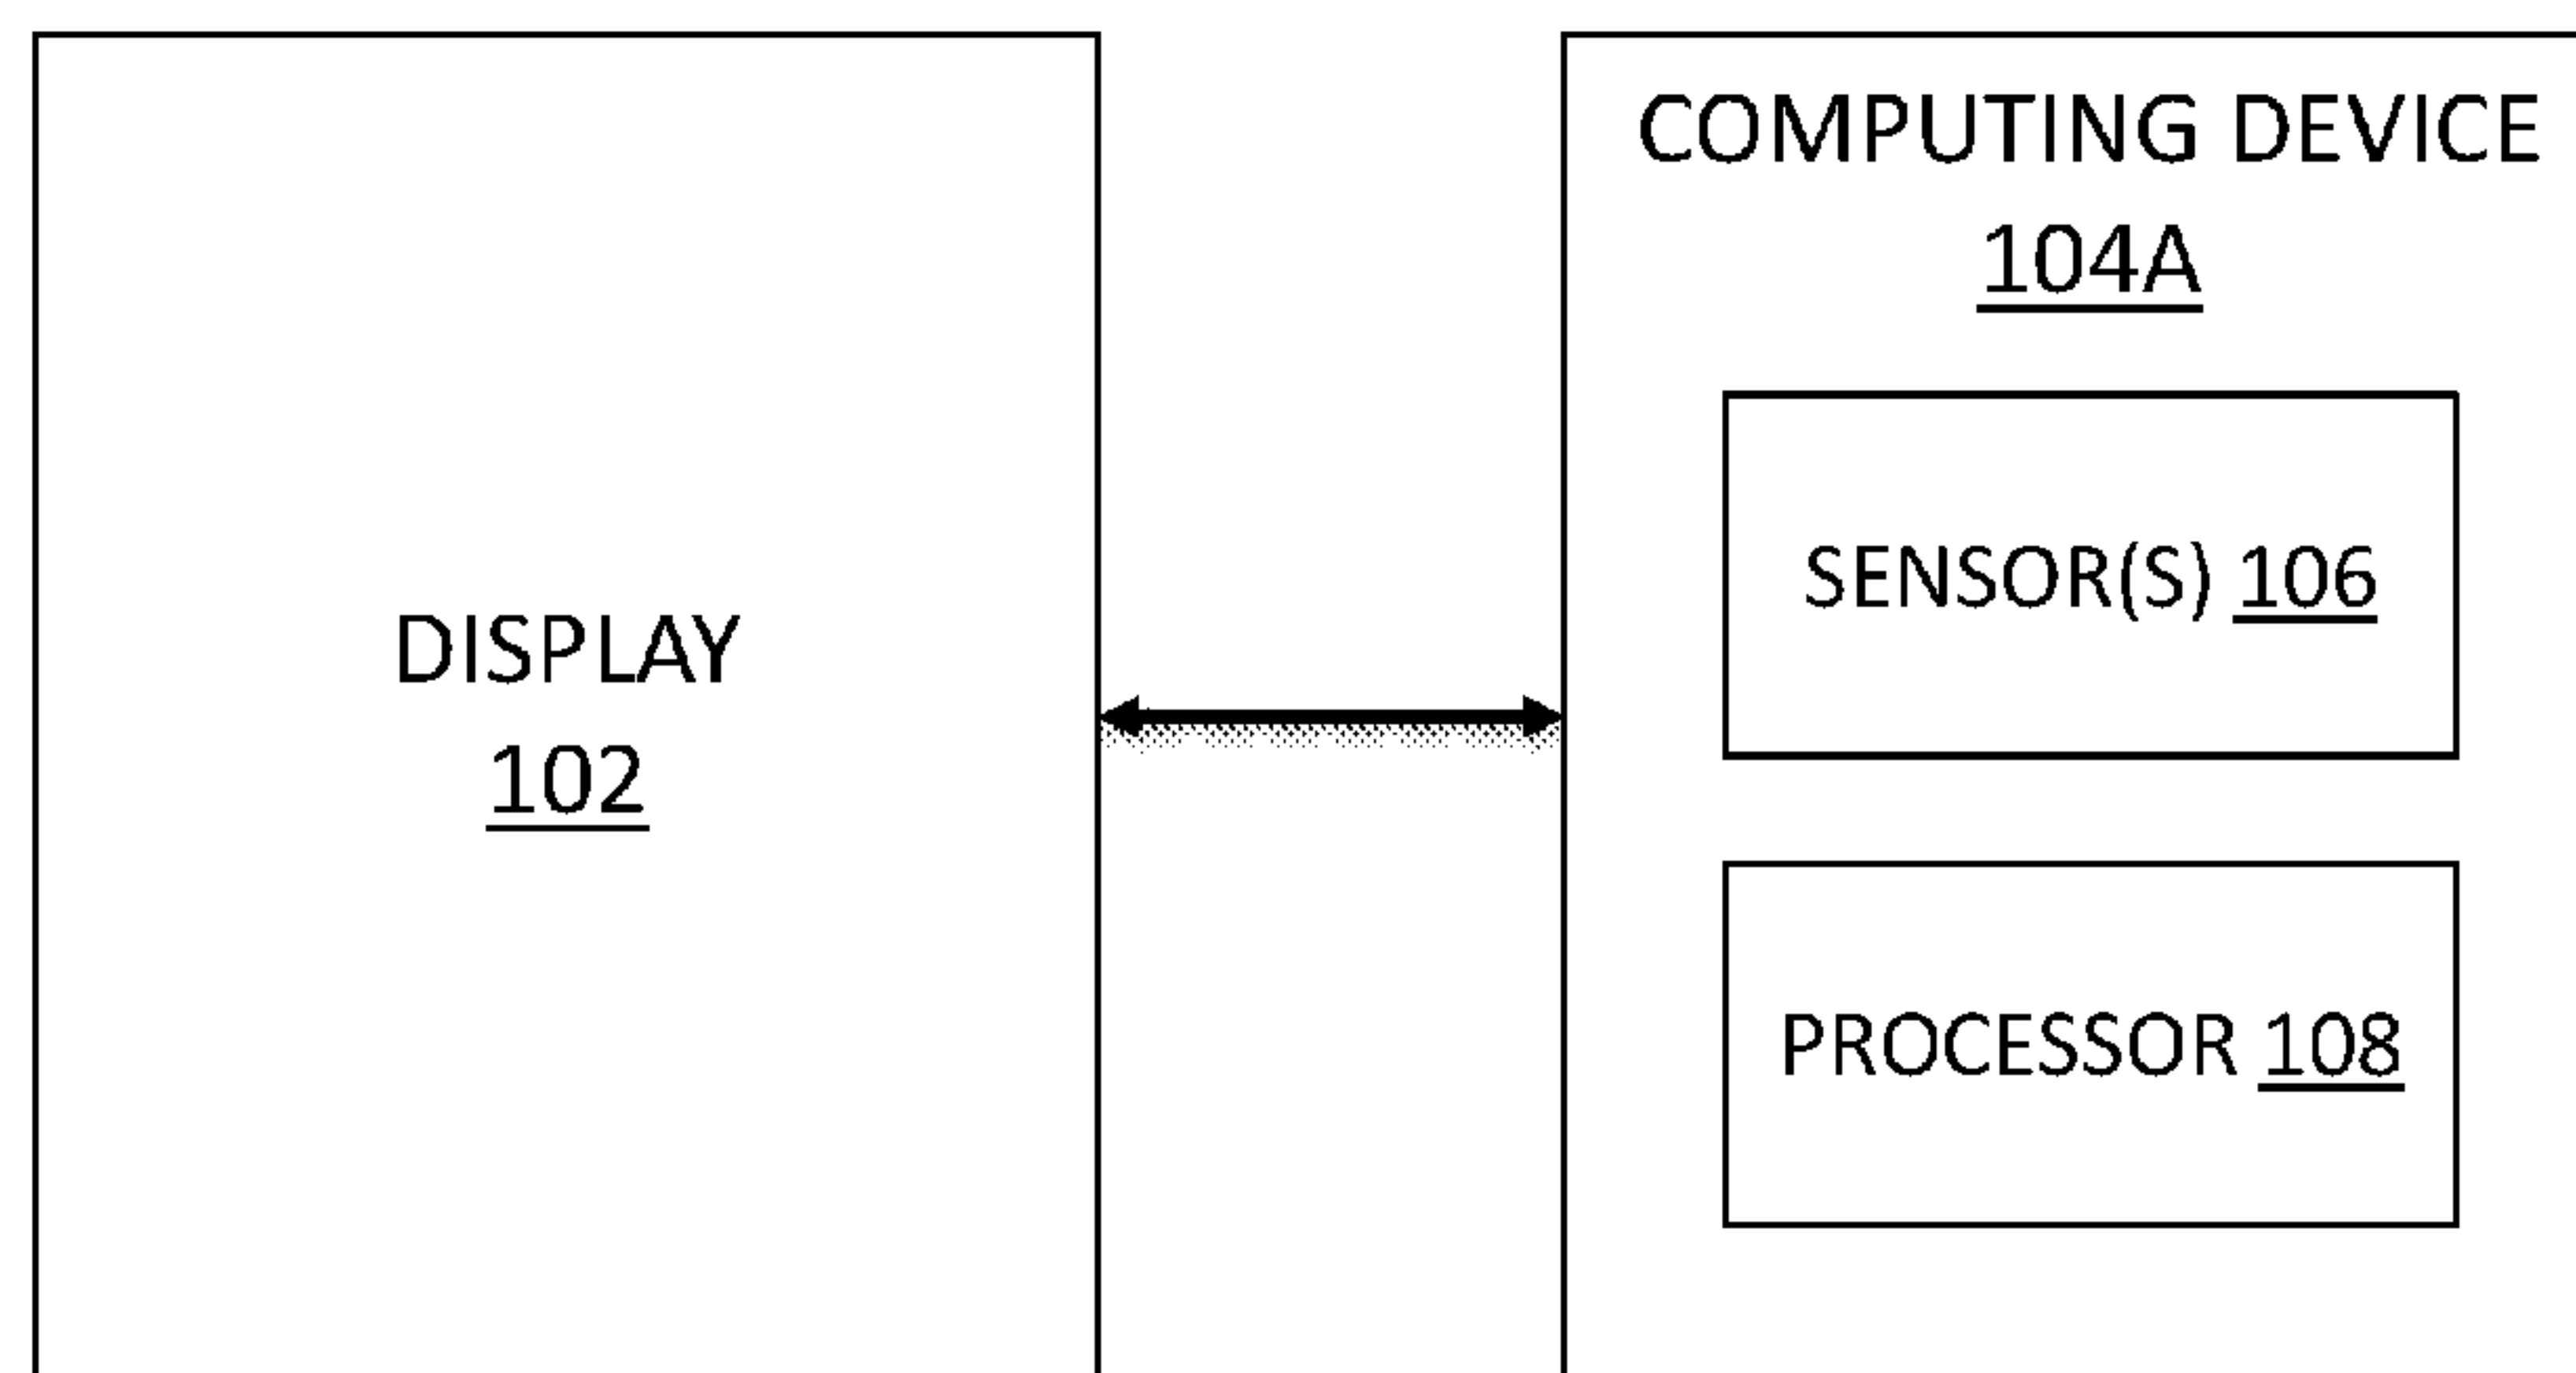 DISPLAY
102
COMPUTING DEVICE
104A
SENSOR(S) 106
PROCESSOR 108